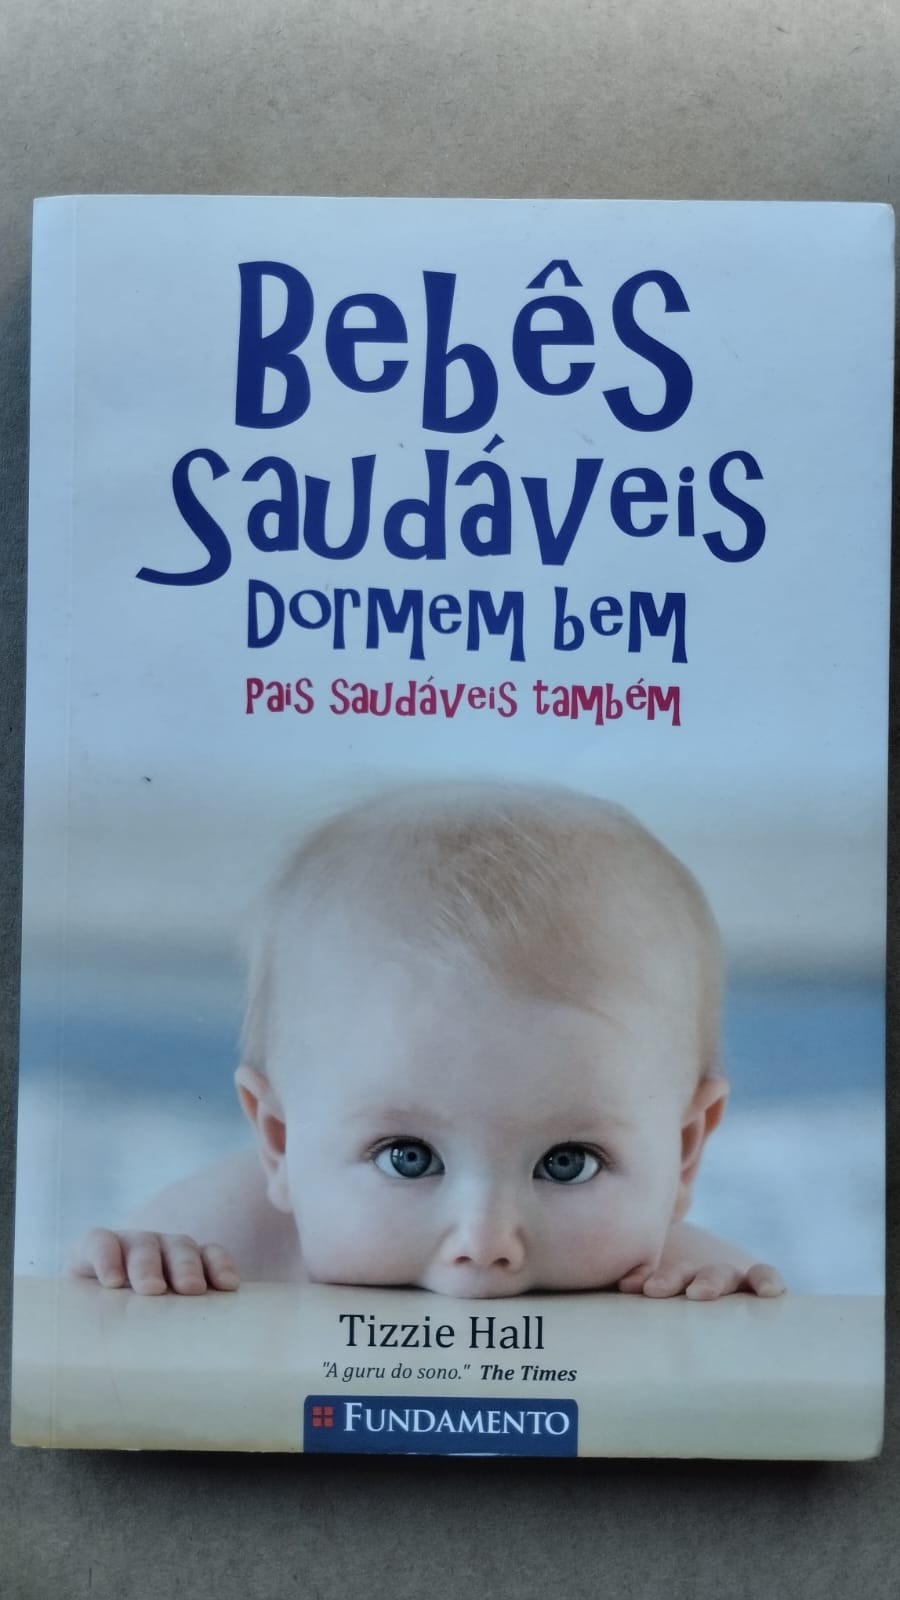 Bebês
Saudáveis
Dormem bem
Pais saudáveis também
Tizzie Hall
"A guru do sono." The Times
FUNDAMENTO